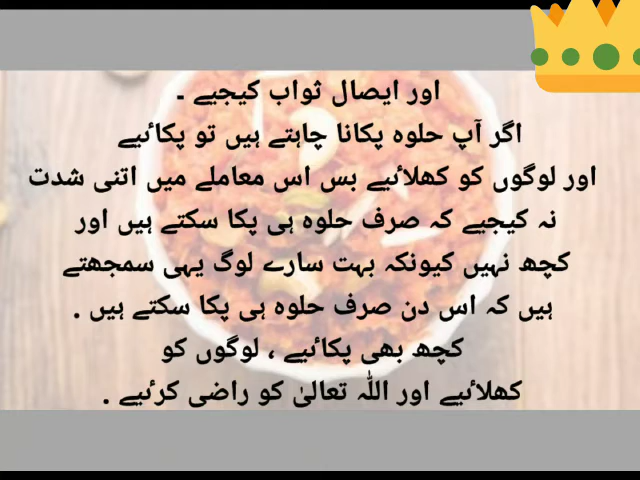 اور ایصال ثواب کیجیے ۔
اگر آپ حلوہ پکانا چاہتے ہیں تو پکائیے
اور لوگوں کو کھلائیے بس اس معاملے میں اتنی شدت
نہ کیجیے کہ صرف حلوہ ہی پکا سکتے ہیں اور
کچھ نہیں کیونکہ بہت سارے لوگ یہی سمجھتے
ہیں کہ اس دن صرف حلوہ ہی پکا سکتے ہیں .
کچھ بھی پکائیے ، لوگوں کو
کھلائیے اور اللّٰہ تعالیٰ کو راضی کرئیے .